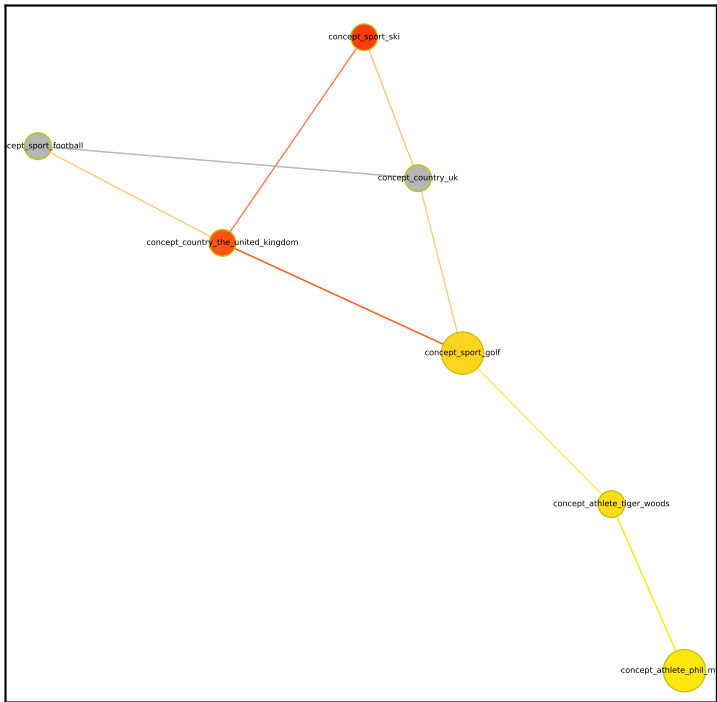 concept_sport_ski
cept_sport_football
concept_country_uk
concept_country_the_united_kingdom
concept_sport_golf
concept_athlete_tiger_woods
concept_athlete_phil_m